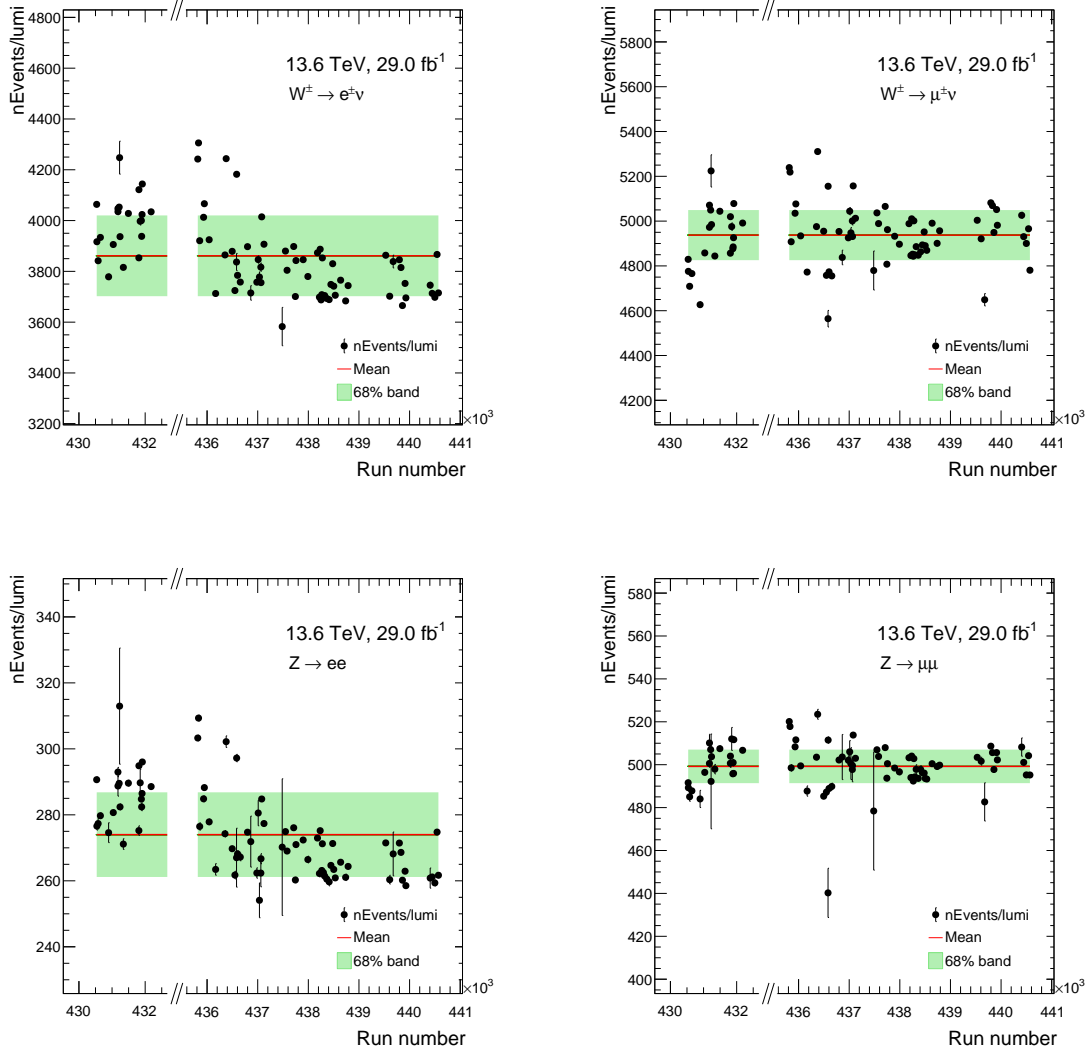 nEvents/lumi
4800
4600
4400
4200
4000
3800
3600
3400
3200
13.6 TeV, 29.0 fb⁻¹
W± → e±ν
nEvents/lumi
Mean
68% band
430 432 436 437 438 439 440 441
×10³
Run number
nEvents/lumi
5800
5600
5400
5200
5000
4800
4600
4400
4200
13.6 TeV, 29.0 fb⁻¹
W± → μ±ν
nEvents/lumi
Mean
68% band
430 432 436 437 438 439 440 441
×10³
Run number
nEvents/lumi
340
320
300
280
260
240
13.6 TeV, 29.0 fb⁻¹
Z → ee
nEvents/lumi
Mean
68% band
430 432 436 437 438 439 440 441
×10³
Run number
nEvents/lumi
580
560
540
520
500
480
460
440
420
400
13.6 TeV, 29.0 fb⁻¹
Z → μμ
nEvents/lumi
Mean
68% band
430 432 436 437 438 439 440 441
×10³
Run number